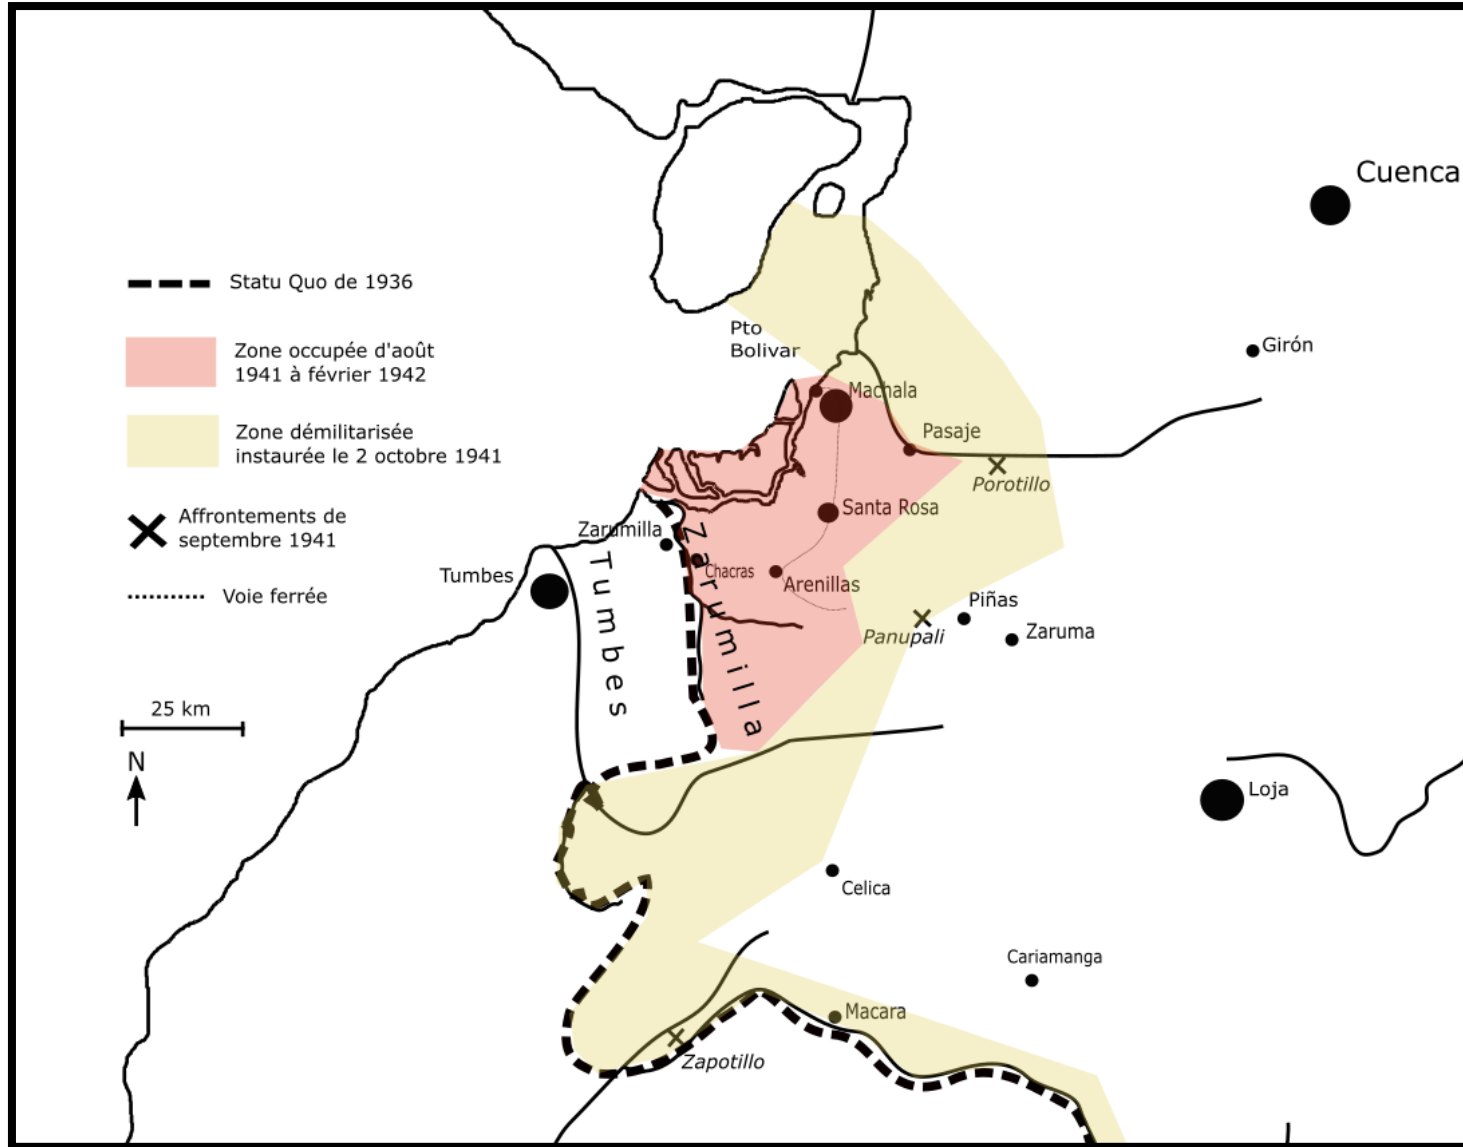 Cuenca
Statu Quo de 1936
Pto
Bolivar
Girón
Zone occupée d'août
1941 à février 1942
Machala
Zone démilitarisée
instaurée le 2 octobre 1941
Pasaje
Porotillo
Affrontements de
septembre 1941
Santa Rosa
Zarumilla
Zarumilla
Tumbes
Chacras
Arenillas
Tumbes
Voie ferrée
Piñas
Panupali
Zaruma
25 km
N
Loja
Celica
Cariamanga
Macara
Zapotillo